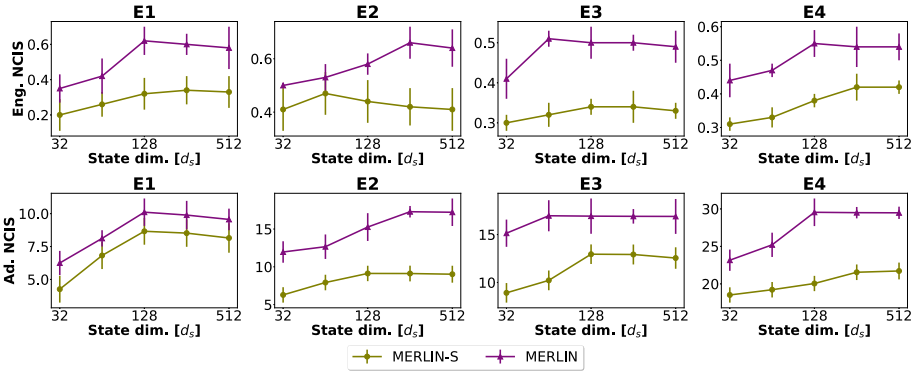 E1 E2 E3 E4
Eng. NCIS
0.6
0.4
0.2
0.6
0.4
0.5
0.4
0.3
0.6
0.5
0.4
0.3
32 128 512 32 128 512 32 128 512 32 128 512
State dim. [d_s] State dim. [d_s] State dim. [d_s] State dim. [d_s]
E1 E2 E3 E4
Ad. NCIS
10.0
7.5
5.0
15
10
5
15
10
30
25
20
32 128 512 32 128 512 32 128 512 32 128 512
State dim. [d_s] State dim. [d_s] State dim. [d_s] State dim. [d_s]
MERLIN-S MERLIN